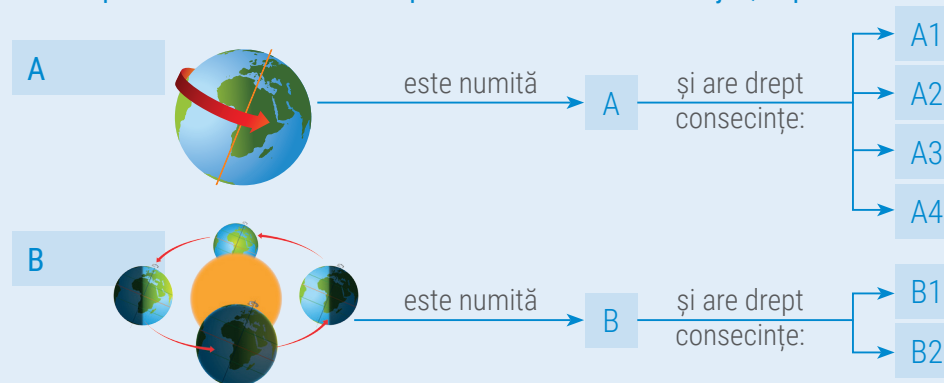 A
este numită
A
și are drept
consecințe:
A1
A2
A3
A4
B
este numită
B
și are drept
consecințe:
B1
B2